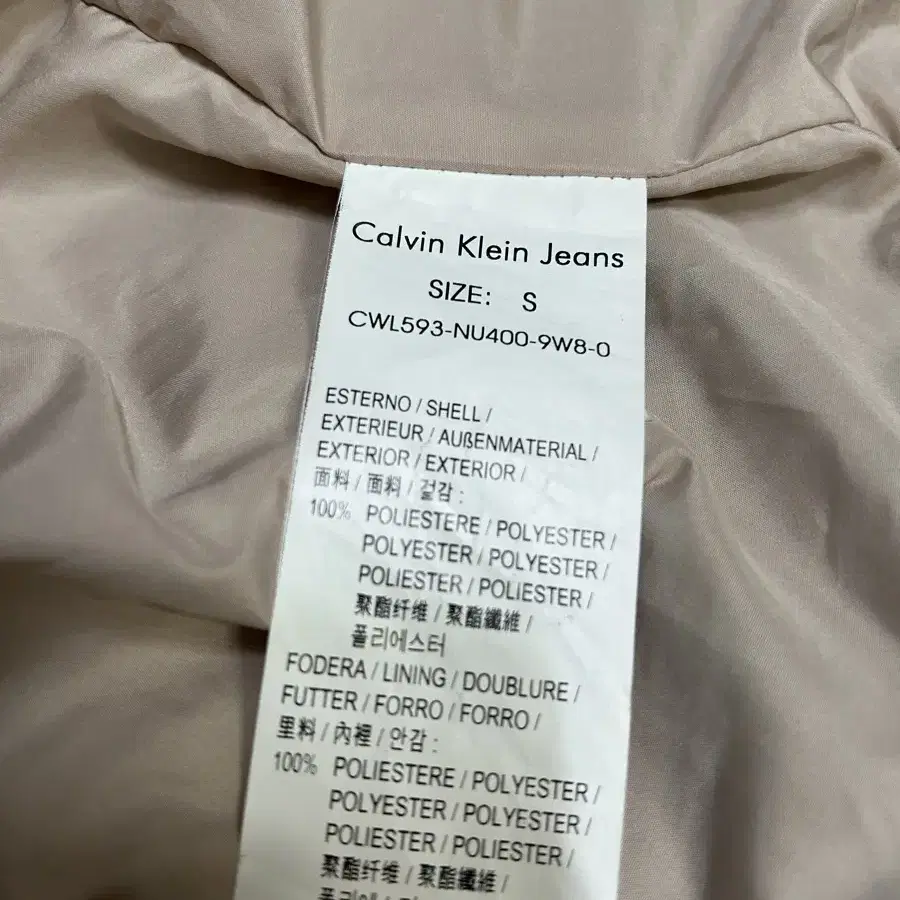 Calvin Klein Jeans
SIZE: S
CWL593-NU400-9W8-0
ESTERNO / SHELL /
EXTERIEUR / AUßENMATERIAL /
EXTERIOR / EXTERIOR /
面料 / 面料 / 겉감 :
100% POLIESTERE / POLYESTER /
POLYESTER / POLYESTER /
POLIESTER / POLIESTER /
聚酯纤维 / 聚酯纖維 /
폴리에스터
FODERA / LINING / DOUBLURE /
FUTTER / FORRO / FORRO /
里料 / 內裡 / 안감 :
100% POLIESTERE / POLYESTER /
POLYESTER / POLYESTER /
POLIESTER / POLIESTER /
聚酯纤维 / 聚酯纖維 /